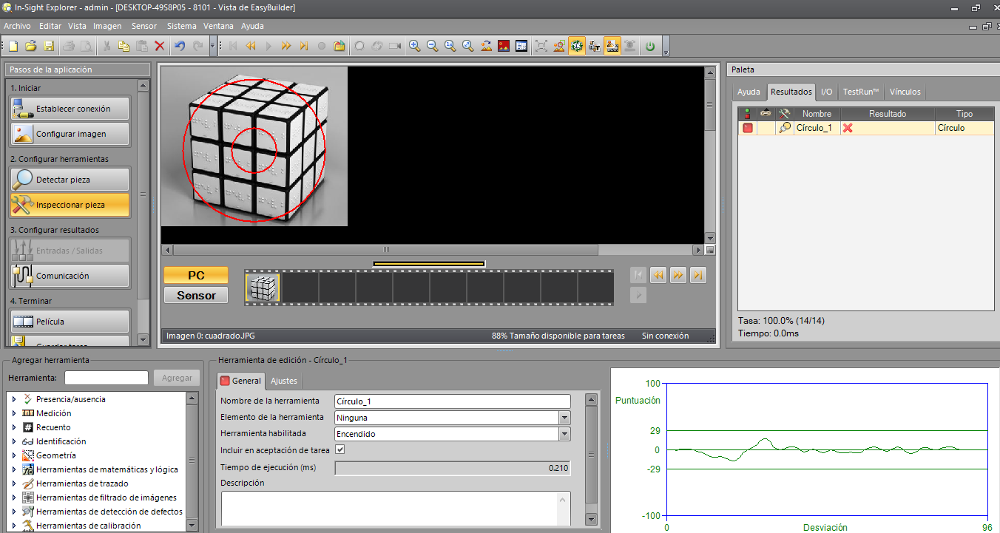 In-Sight Explorer - admin - [DESKTOP-49S8P05 - 8101 - Vista de EasyBuilder]
Archivo Editar Vista Imagen Sensor Sistema Ventana Ayuda
Pasos de la aplicación
1. Iniciar
Establecer conexión
Configurar imagen
2. Configurar herramientas
Detectar pieza
Inspeccionar pieza
3. Configurar resultados
Entradas / Salidas
Comunicación
4. Terminar
Película
Guardar tarea
PC
Sensor
Imagen 0: cuadrado.JPG
88% Tamaño disponible para tareas
Sin conexión
Paleta
Ayuda Resultados I/O TestRun™ Vínculos
Nombre Resultado Tipo
Círculo_1 Círculo
Tasa: 100.0% (14/14)
Tiempo: 0.0ms
Agregar herramienta
Herramienta: Agregar
Presencia/ausencia
Medición
Recuento
Identificación
Geometría
Herramientas de matemáticas y lógica
Herramientas de trazado
Herramientas de filtrado de imágenes
Herramientas de detección de defectos
Herramientas de calibración
Herramienta de edición - Círculo_1
General Ajustes
Nombre de la herramienta Círculo_1
Elemento de la herramienta Ninguna
Herramienta habilitada Encendido
Incluir en aceptación de tarea
Tiempo de ejecución (ms) 0.210
Descripción
100
Puntuación
29
0
-29
-100
0 Desviación 96